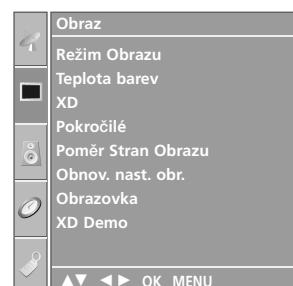 Obraz
Režim Obrazu
Teplota barev
XD
Pokročilé
Poměr Stran Obrazu
Obnov. nast. obr.
Obrazovka
XD Demo
▲▼ ◄► OK MENU